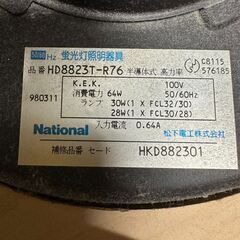 Hz 蛍光灯照明器具
品番 HD8823T-R76 半導体式 高力率
C8115
576185
K.E.K. 100V
980311 消費電力 64W 50/60Hz
ランプ 30W(1 X FCL32/30)
28W(1 X FCL30/28)
入力電流 0.64A
National 松下電工株式会社
補修品番 セード HKD882301